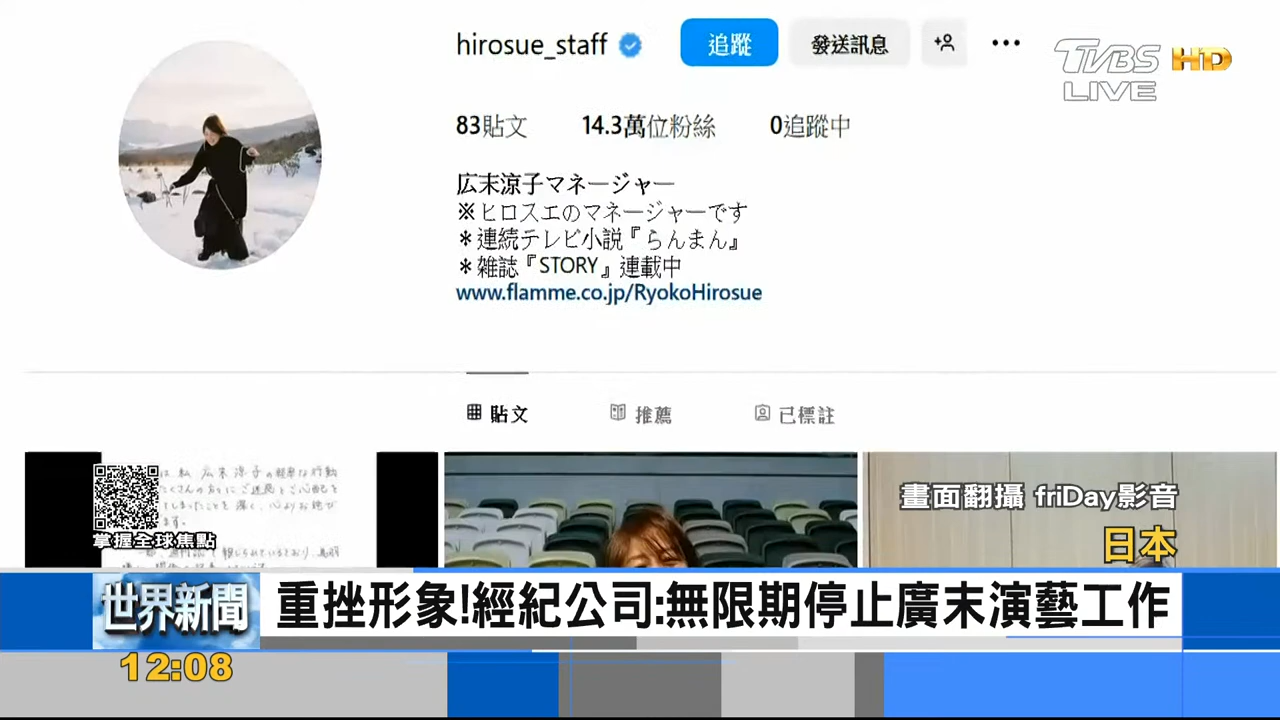 hirosue_staff
追蹤
發送訊息
TVBS HD
LIVE
83貼文
14.3萬位粉絲
0追蹤中
広末涼子マネージャー
※ヒロスエのマネージャーです
＊連続テレビ小説『らんまん』
＊雑誌『STORY』連載中
www.flamme.co.jp/RyokoHirosue
貼文
推薦
已標註
掌握全球焦點
畫面翻攝 friDay影音
日本
世界新聞
重挫形象!經紀公司:無限期停止廣末演藝工作
12:08